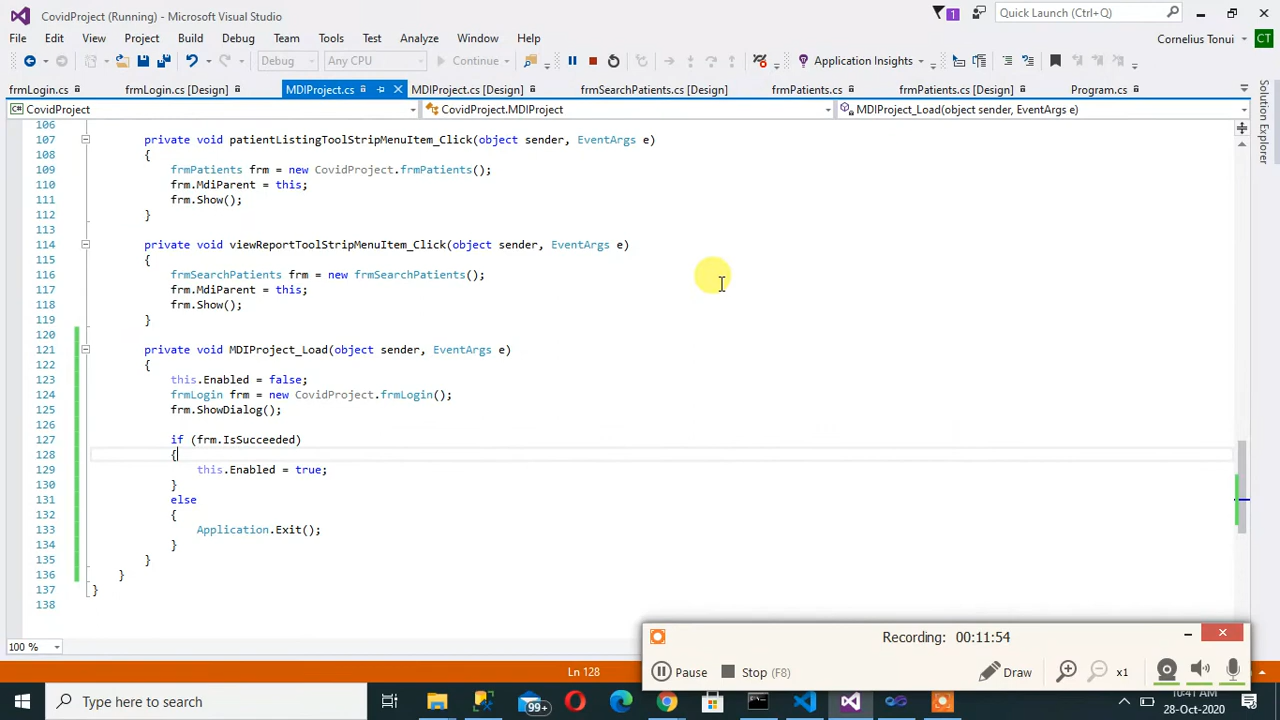 CovidProject (Running) - Microsoft Visual Studio
1
Quick Launch (Ctrl+Q)
File Edit View Project Build Debug Team Tools Test Analyze Window Help
Cornelius Tonui
CT
Debug Any CPU Continue Application Insights
frmLogin.cs frmLogin.cs [Design] MDIProject.cs MDIProject.cs [Design] frmSearchPatients.cs [Design] frmPatients.cs frmPatients.cs [Design] Program.cs
Solution Explorer
C# CovidProject CovidProject.MDIProject MDIProject_Load(object sender, EventArgs e)
106
107 private void patientListingToolStripMenuItem_Click(object sender, EventArgs e)
108 {
109 frmPatients frm = new CovidProject.frmPatients();
110 frm.MdiParent = this;
111 frm.Show();
112 }
113
114 private void viewReportToolStripMenuItem_Click(object sender, EventArgs e)
115 {
116 frmSearchPatients frm = new frmSearchPatients();
117 frm.MdiParent = this;
118 frm.Show();
119 }
120
121 private void MDIProject_Load(object sender, EventArgs e)
122 {
123 this.Enabled = false;
124 frmLogin frm = new CovidProject.frmLogin();
125 frm.ShowDialog();
126
127 if (frm.IsSucceeded)
128 {
129 this.Enabled = true;
130 }
131 else
132 {
133 Application.Exit();
134 }
135 }
136 }
137 }
138
100 %
Ln 128
Recording: 00:11:54
Pause Stop (F8) Draw x1
Type here to search
99+
10:41 AM
28-Oct-2020